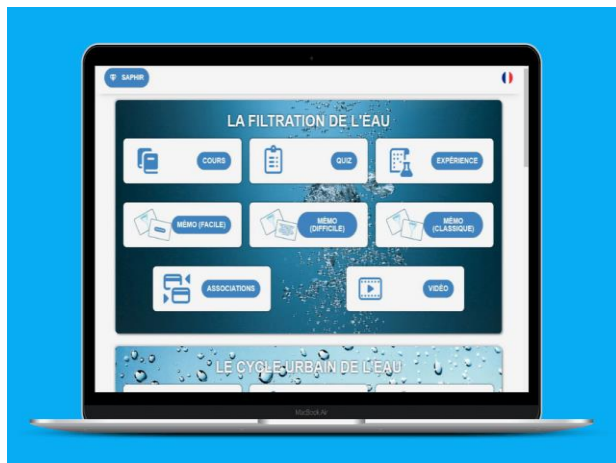 SAPHIR
LA FILTRATION DE L'EAU
COURS
QUIZ
EXPÉRIENCE
MÉMO (FACILE)
MÉMO
(DIFFICILE)
MÉMO
(CLASSIQUE)
ASSOCIATIONS
VIDÉO
LE CYCLE URBAIN DE L'EAU
MacBook Air